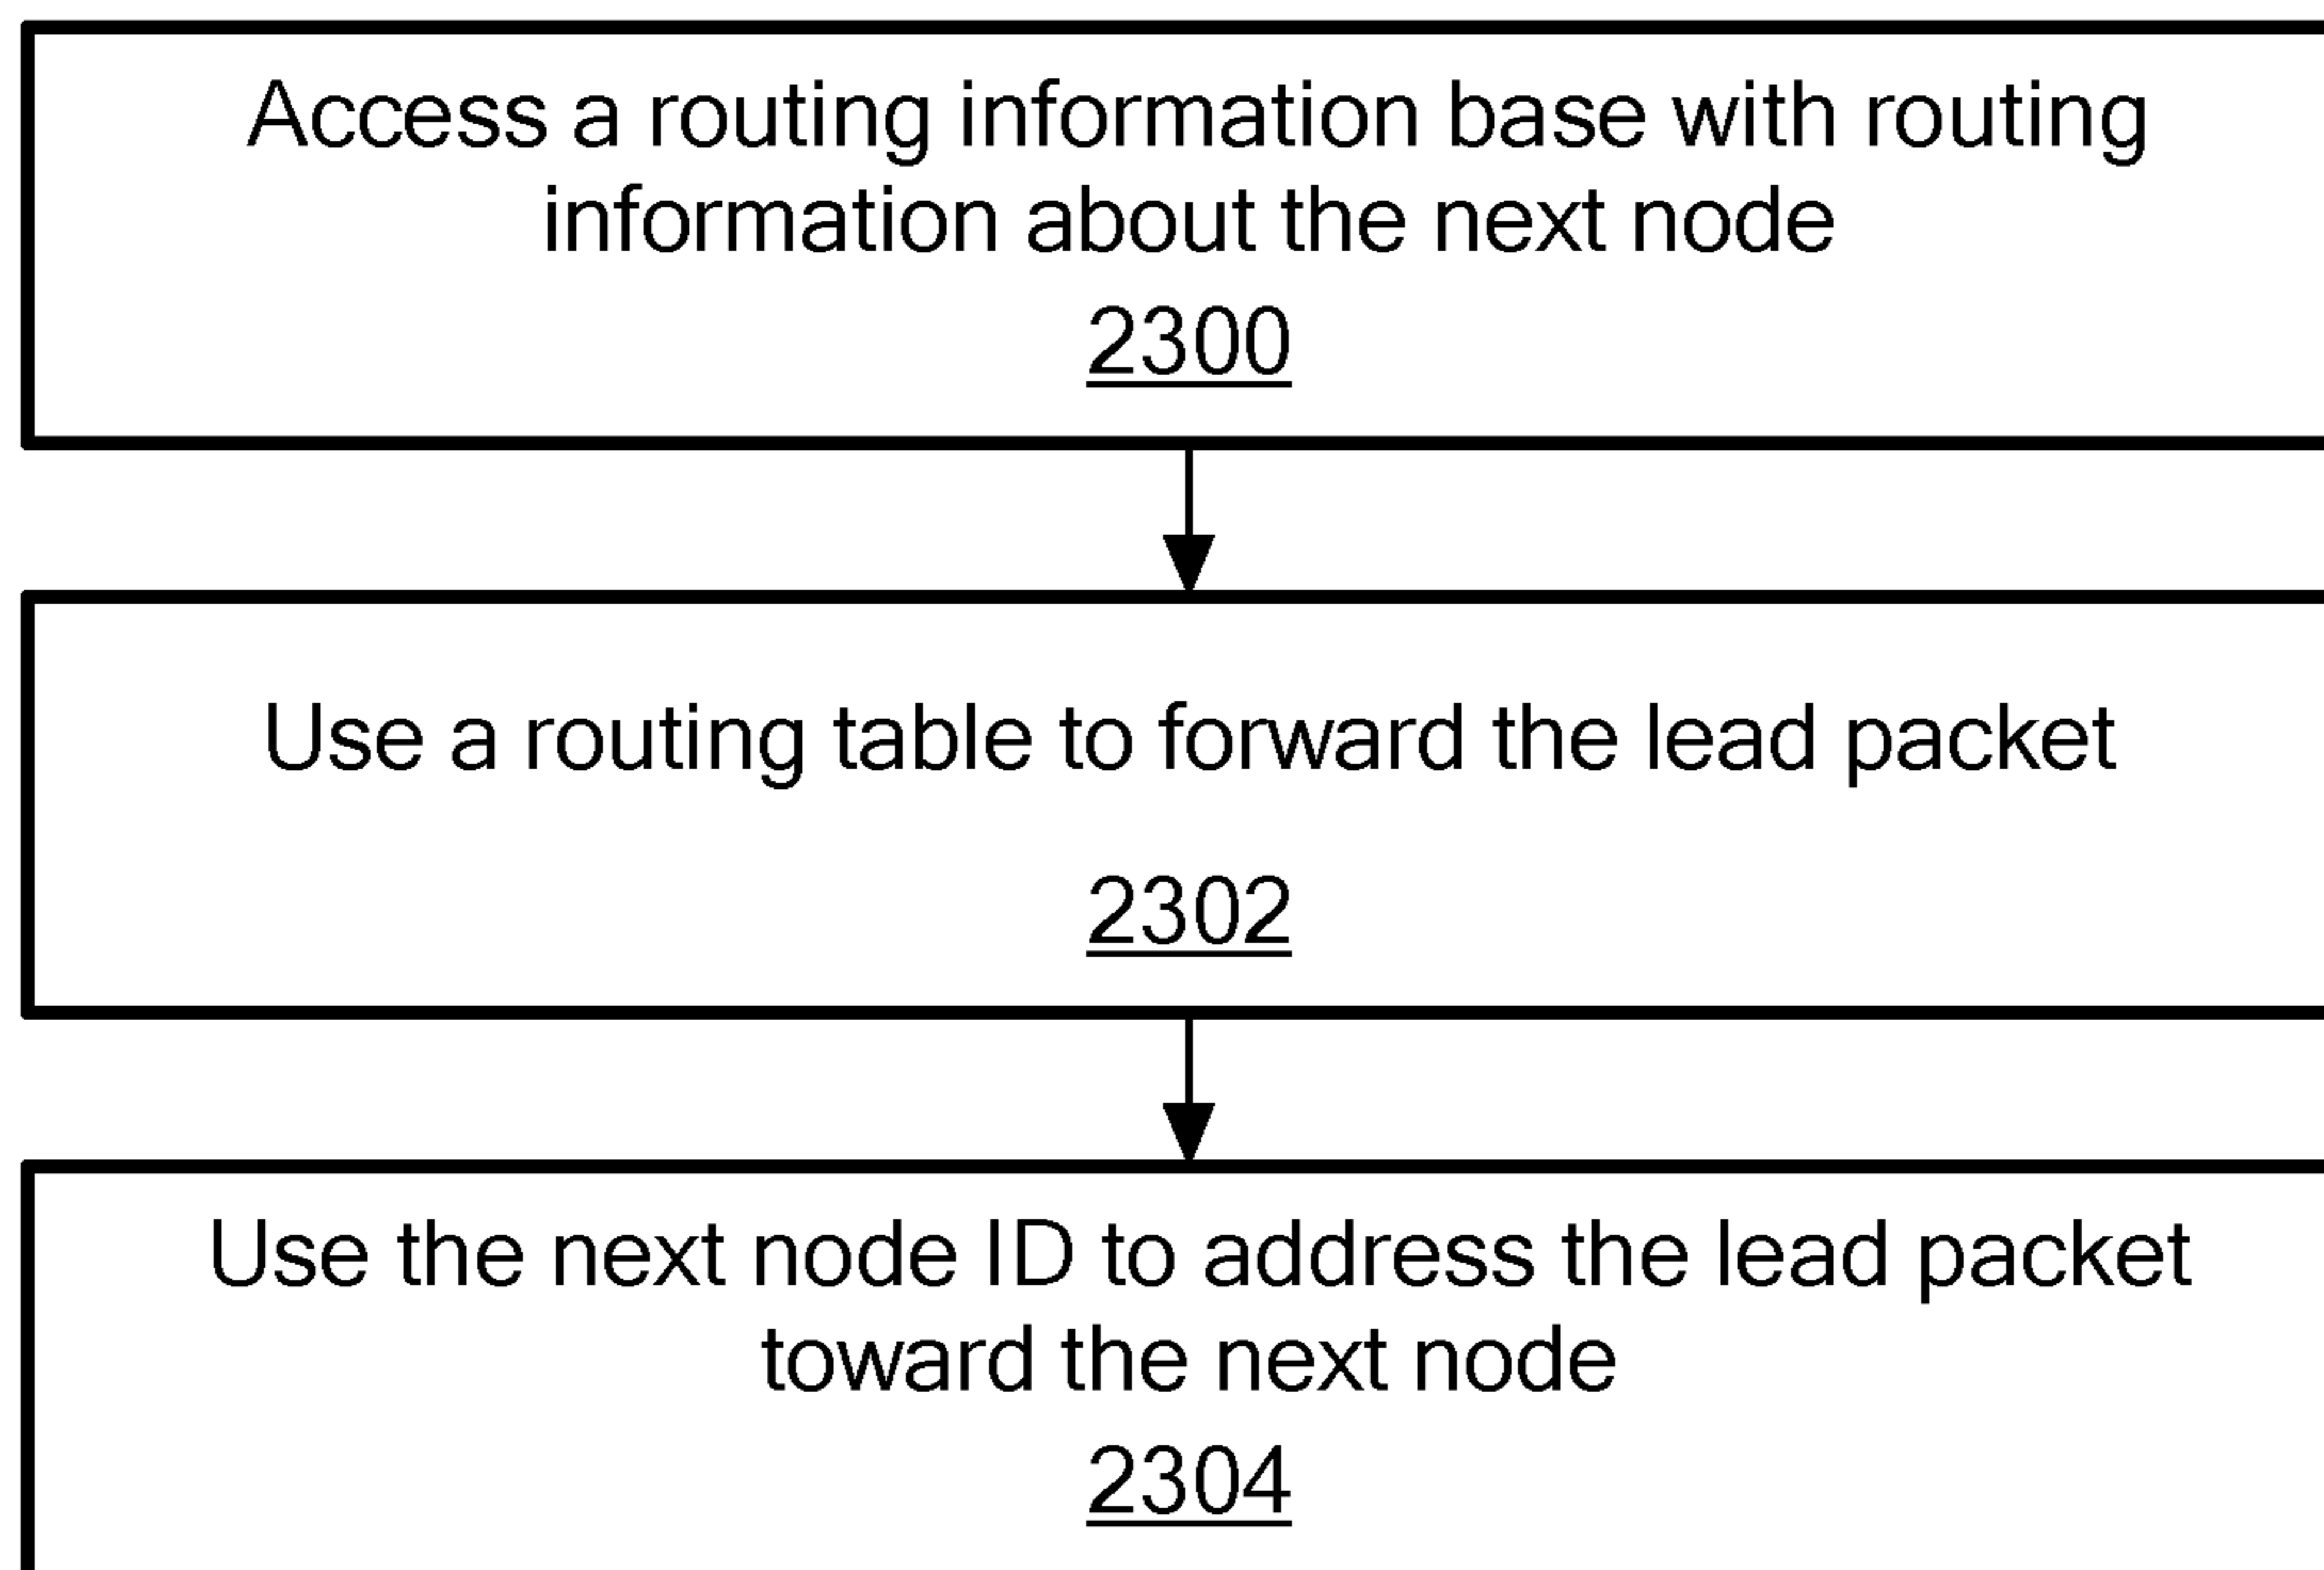 Access a routing information base with routing
information about the next node
2300
Use a routing table to forward the lead packet
2302
Use the next node ID to address the lead packet
toward the next node
2304